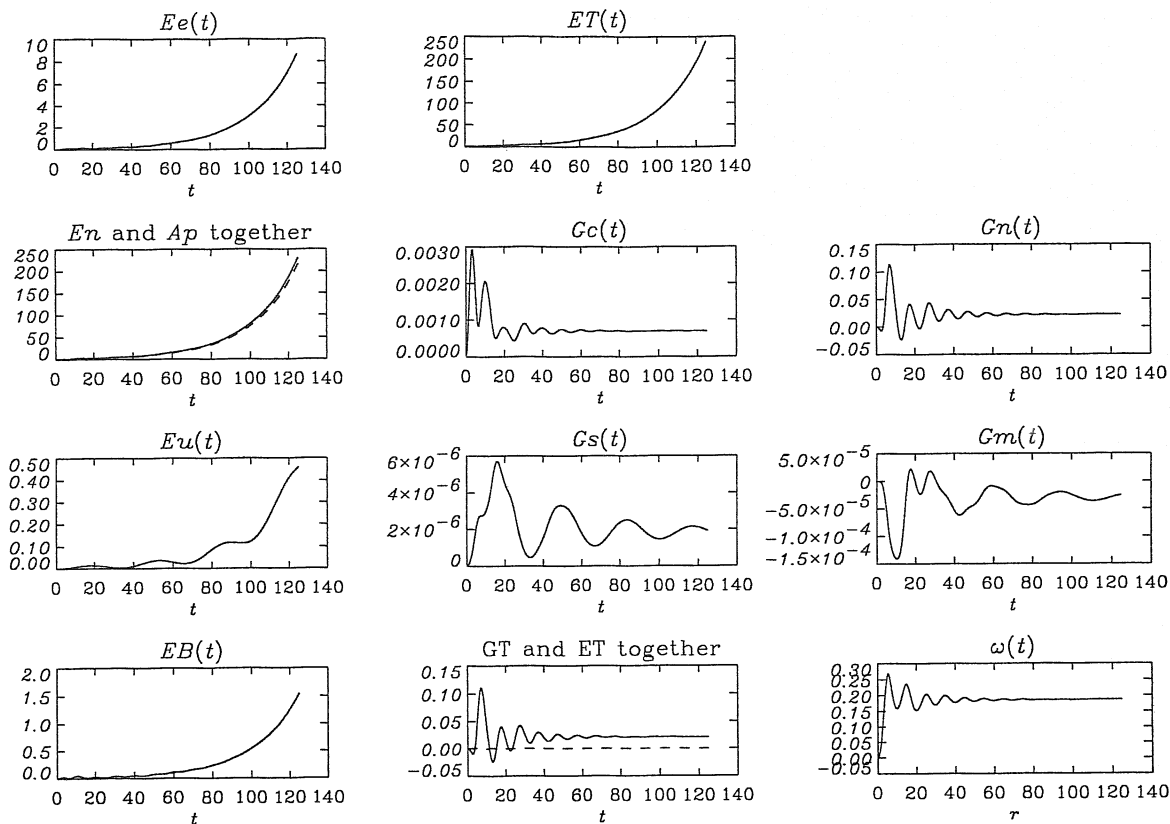 Ee(t)
10
8
6
4
2
0
0 20 40 60 80 100 120 140
t
ET(t)
250
200
150
100
50
0
0 20 40 60 80 100 120 140
t
En and Ap together
250
200
150
100
50
0
0 20 40 60 80 100 120 140
t
Gc(t)
0.0030
0.0020
0.0010
0.0000
0 20 40 60 80 100 120 140
t
Gn(t)
0.15
0.10
0.05
0.00
-0.05
0 20 40 60 80 100 120 140
t
Eu(t)
0.50
0.40
0.30
0.20
0.10
0.00
0 20 40 60 80 100 120 140
t
Gs(t)
6×10⁻⁶
4×10⁻⁶
2×10⁻⁶
0
0 20 40 60 80 100 120 140
t
Gm(t)
5.0×10⁻⁵
0
-5.0×10⁻⁵
-1.0×10⁻⁴
-1.5×10⁻⁴
0 20 40 60 80 100 120 140
t
EB(t)
2.0
1.5
1.0
0.5
0.0
0 20 40 60 80 100 120 140
t
GT and ET together
0.15
0.10
0.05
0.00
-0.05
0 20 40 60 80 100 120 140
t
ω(t)
0.30
0.25
0.20
0.15
0.10
0.05
0.00
-0.05
0 20 40 60 80 100 120 140
r